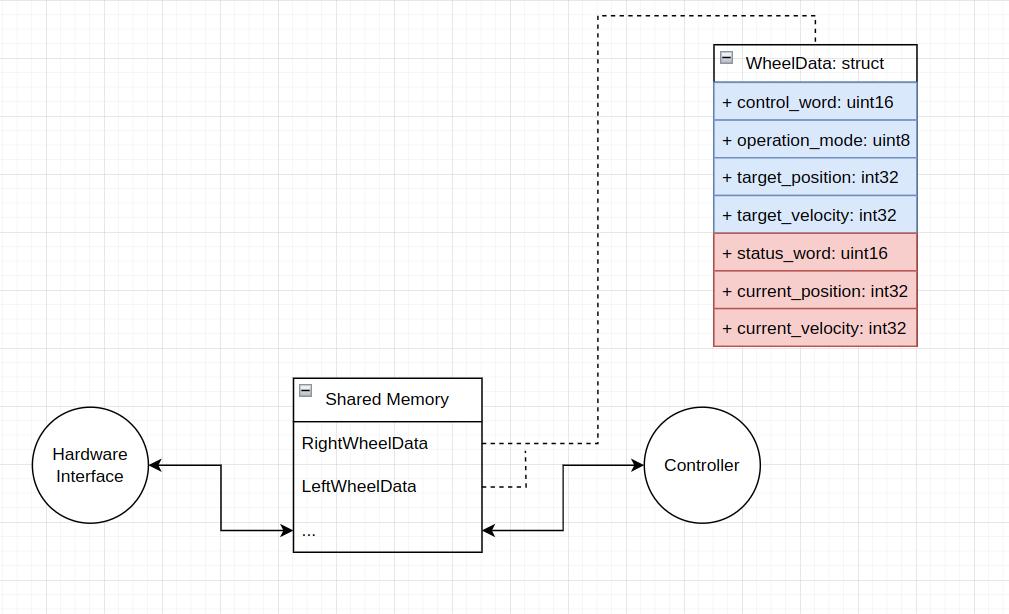 WheelData: struct
+ control_word: uint16
+ operation_mode: uint8
+ target_position: int32
+ target_velocity: int32
+ status_word: uint16
+ current_position: int32
+ current_velocity: int32
Hardware
Interface
Shared Memory
RightWheelData
LeftWheelData
...
Controller